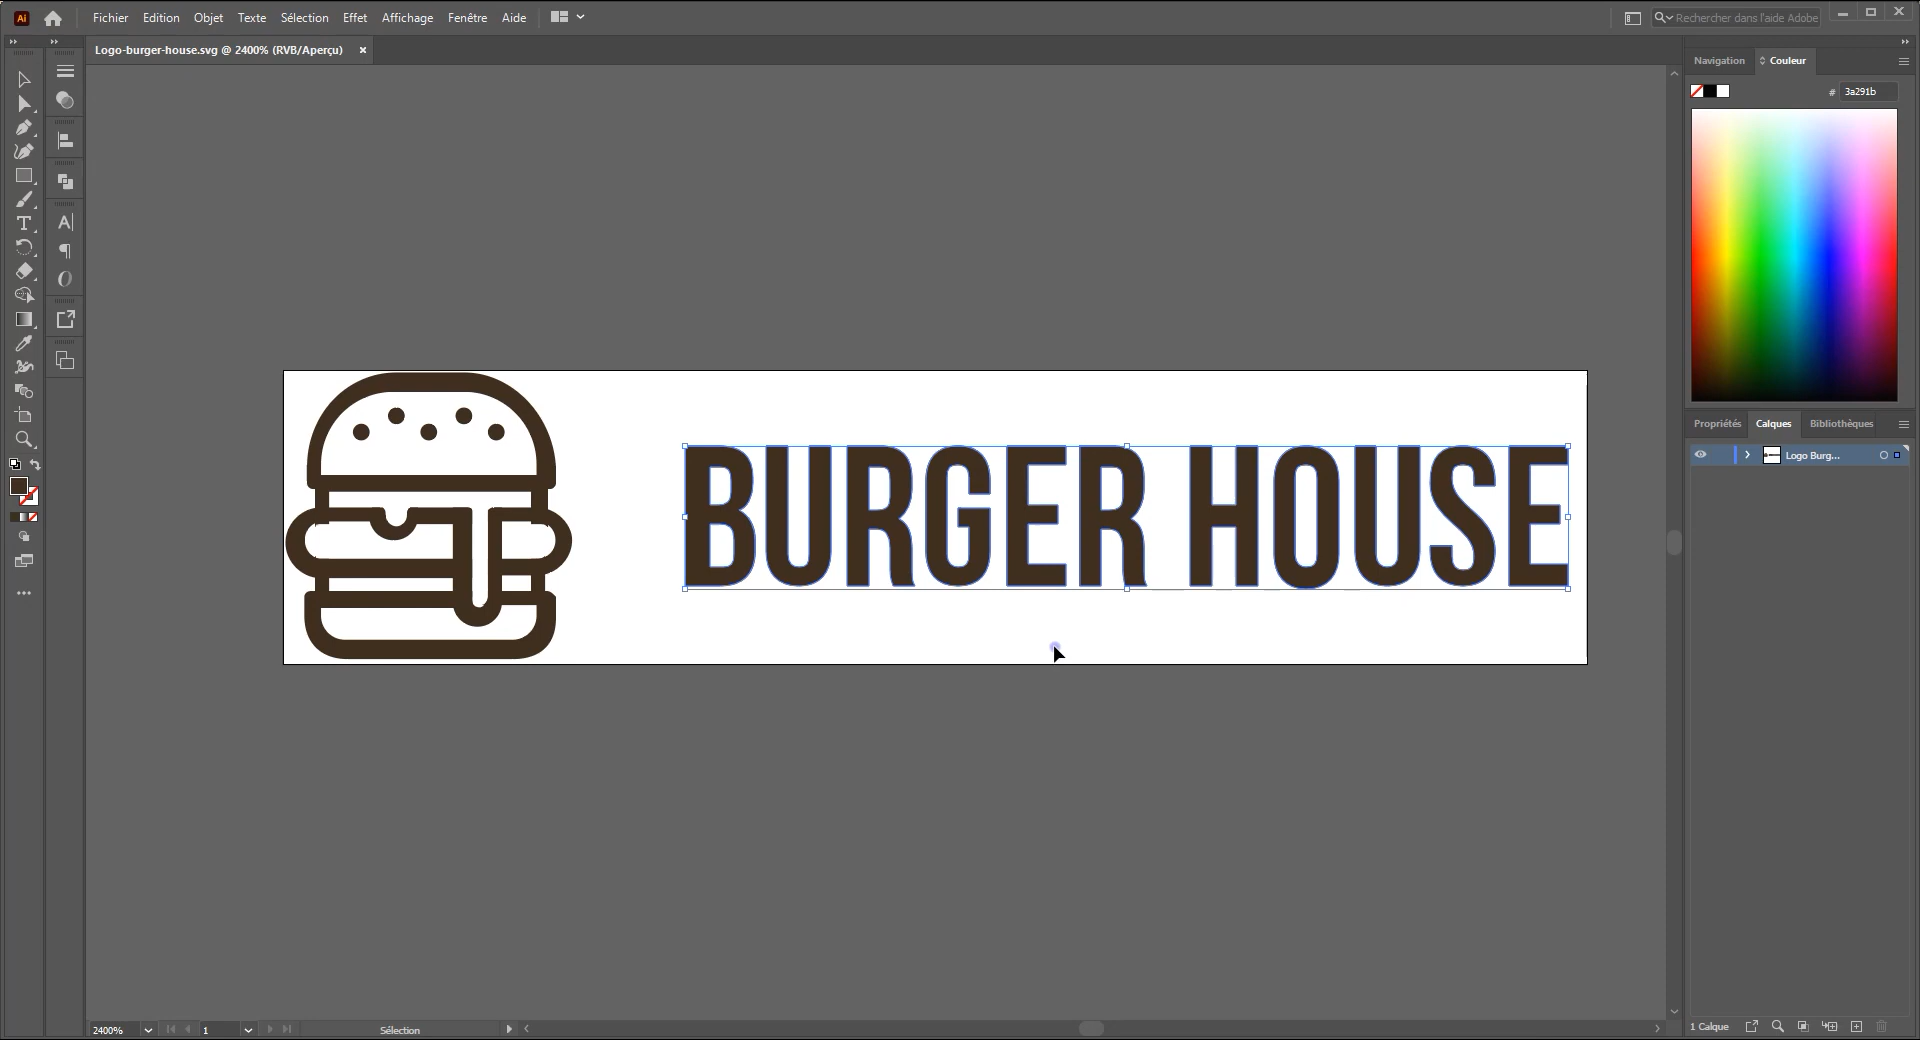 Ai Fichier Edition Objet Texte Sélection Effet Affichage Fenêtre Aide Rechercher dans l'aide Adobe
Logo-burger-house.svg @ 2400% (RVB/Aperçu) ×
Navigation Couleur
# 3a291b
BURGER HOUSE
Propriétés Calques Bibliothèques
Logo Burg...
2400% 1 Sélection
1 Calque